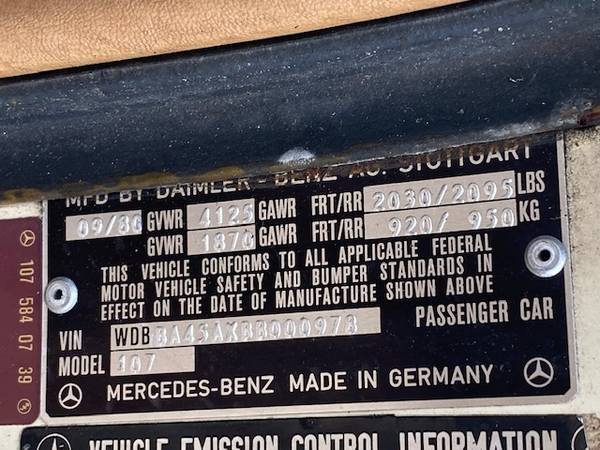 MFD BY DAIMLER-BENZ AG. STUTTGART
09/80 GVWR 4125 GAWR FRT/RR 2030/2095 LBS
GVWR 1870 GAWR FRT/RR 920/ 950 KG
THIS VEHICLE CONFORMS TO ALL APPLICABLE FEDERAL
MOTOR VEHICLE SAFETY AND BUMPER STANDARDS IN
EFFECT ON THE DATE OF MANUFACTURE SHOWN ABOVE
VIN WDBBA45AXBB000973 PASSENGER CAR
MODEL 107
MERCEDES-BENZ MADE IN GERMANY
107 584 07 39
VEHICLE EMISSION CONTROL INFORMATION